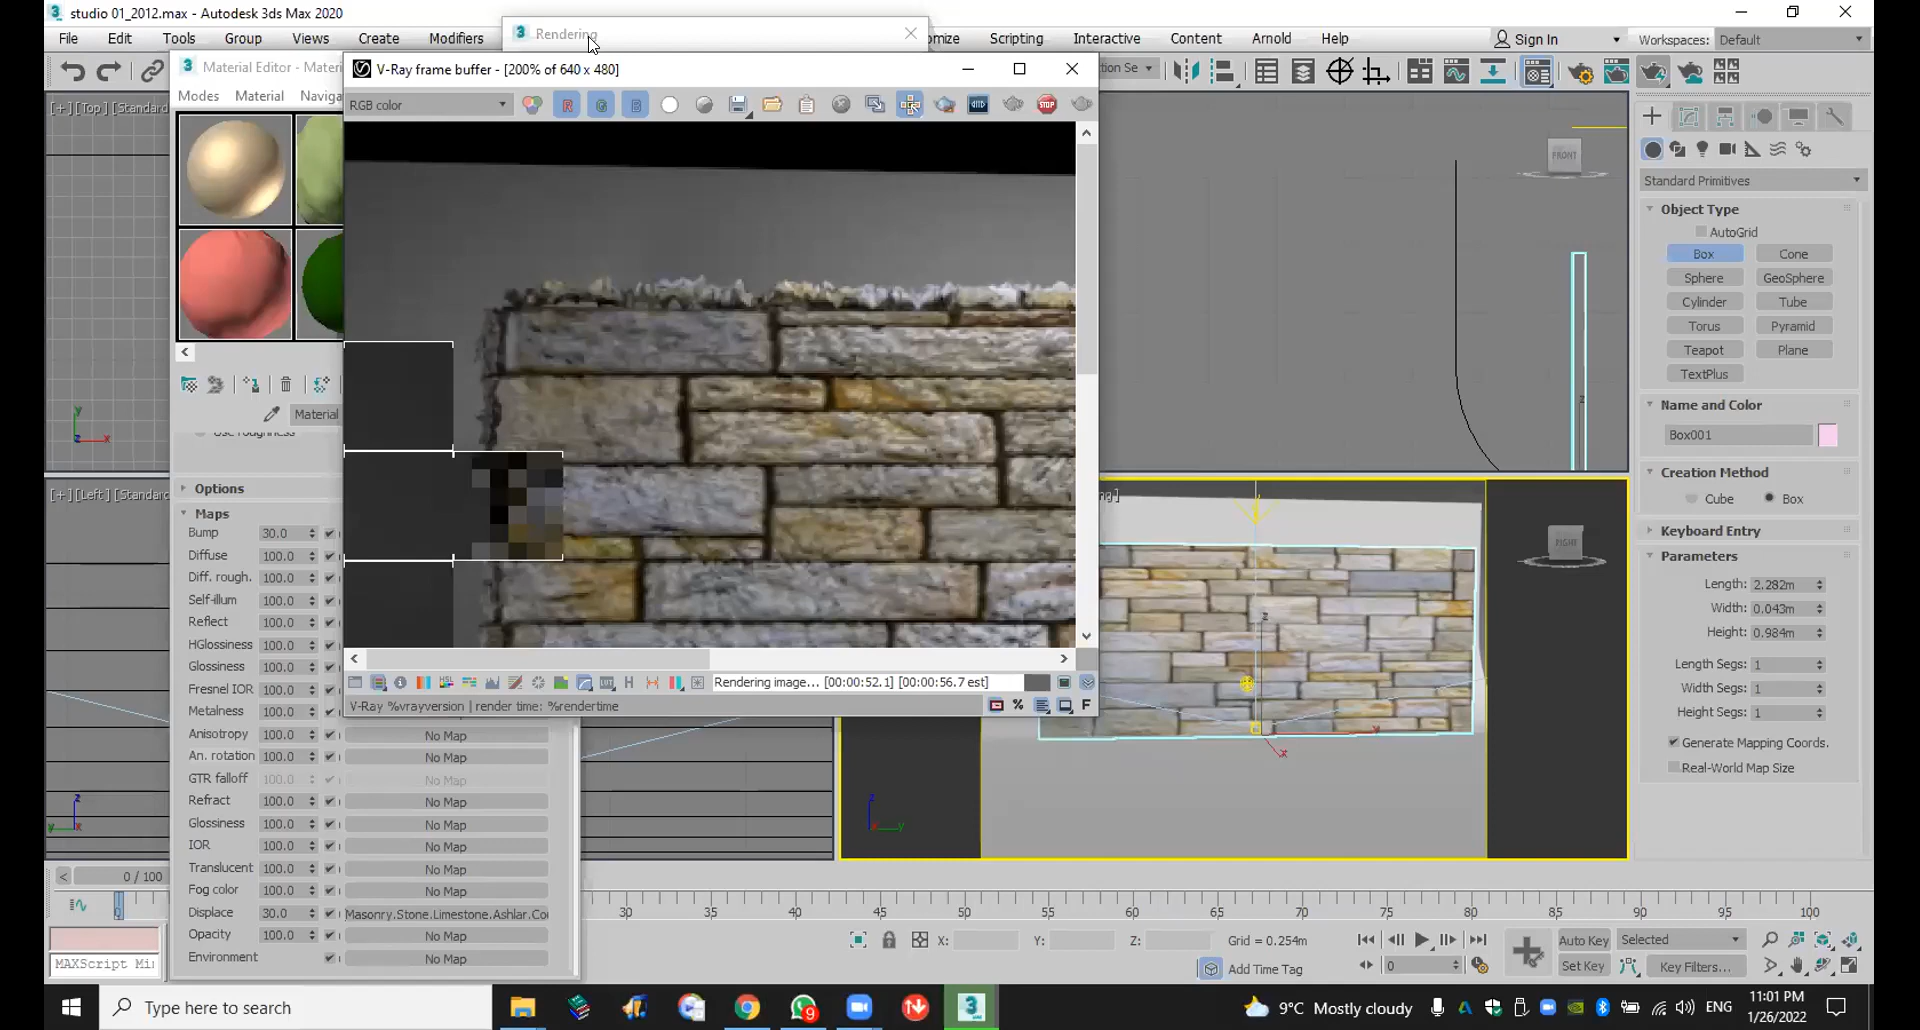 studio 01_2012.max - Autodesk 3ds Max 2020
File Edit Tools Group Views Create Modifiers Rendering omize Scripting Interactive Content Arnold Help Sign In Workspaces: Default
Material Editor - Materi
V-Ray frame buffer - [200% of 640 x 480]
tion Se
Modes Material Naviga
RGB color
R G B STOP
[+] [Top] [Standard
FRONT
Standard Primitives
Object Type
AutoGrid
Box Cone
Sphere GeoSphere
Cylinder Tube
Torus Pyramid
Teapot Plane
TextPlus
Name and Color
Box001
Creation Method
Cube Box
Keyboard Entry
Parameters
Length: 2.282m
Width: 0.043m
Height: 0.984m
Length Segs: 1
Width Segs: 1
Height Segs: 1
Generate Mapping Coords.
Real-World Map Size
Material
Use roughness
[+] [Left] [Standard
ng]
RIGHT
Options
Maps
Bump 30.0
Diffuse 100.0
Diff. rough. 100.0
Self-illum 100.0
Reflect 100.0
HGlossiness 100.0
Glossiness 100.0
Fresnel IOR 100.0
Metalness 100.0
Rendering image... [00:00:52.1] [00:00:56.7 est]
V-Ray %vrayversion | render time: %rendertime
Anisotropy 100.0 No Map
An. rotation 100.0 No Map
GTR falloff 100.0 No Map
Refract 100.0 No Map
Glossiness 100.0 No Map
IOR 100.0 No Map
Translucent 100.0 No Map
Fog color 100.0 No Map
Displace 30.0 Masonry.Stone.Limestone.Ashlar.Co
Opacity 100.0 No Map
Environment No Map
0 / 100
0 30 35 40 45 50 55 60 65 70 75 80 85 90 95 100
X: Y: Z: Grid = 0.254m
Auto Key Selected
Add Time Tag
0
Set Key Key Filters...
MAXScript Mi
Type here to search
9
3
9°C Mostly cloudy
ENG
11:01 PM
1/26/2022